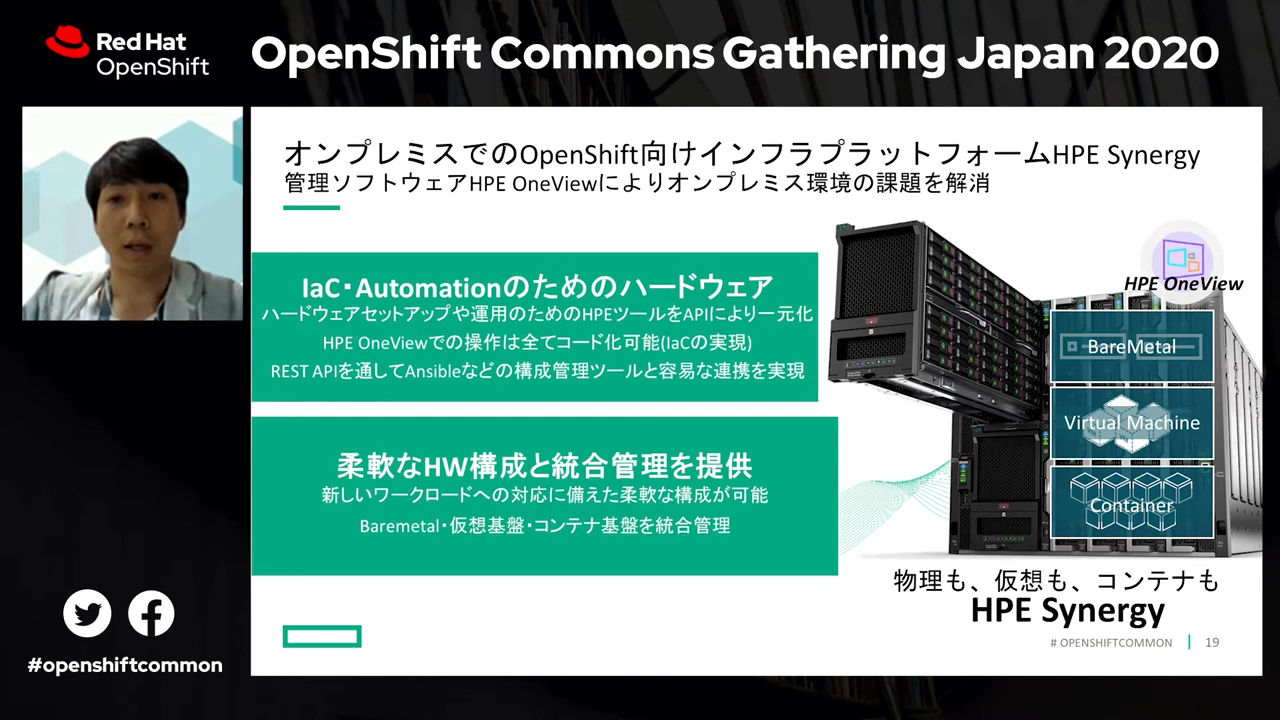 Red Hat
OpenShift
OpenShift Commons Gathering Japan 2020
オンプレミスでのOpenShift向けインフラプラットフォームHPE Synergy
管理ソフトウェアHPE OneViewによりオンプレミス環境の課題を解消
IaC・Automationのためのハードウェア
ハードウェアセットアップや運用のためのHPEツールをAPIにより一元化
HPE OneViewでの操作は全てコード化可能(IaCの実現)
REST APIを通してAnsibleなどの構成管理ツールと容易な連携を実現
柔軟なHW構成と統合管理を提供
新しいワークロードへの対応に備えた柔軟な構成が可能
Baremetal・仮想基盤・コンテナ基盤を統合管理
HPE OneView
BareMetal
Virtual Machine
Container
物理も、仮想も、コンテナも
HPE Synergy
# OPENSHIFTCOMMON
19
#openshiftcommon